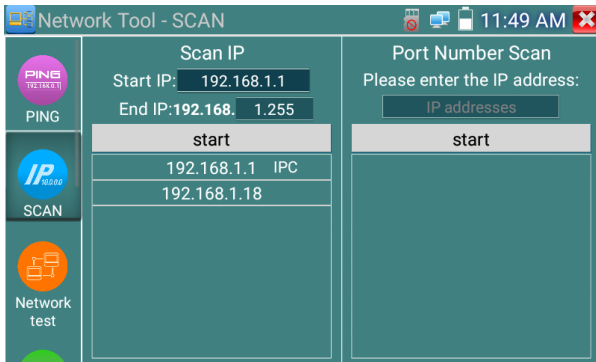 Network Tool - SCAN
11:49 AM
PING
192.168.0.1
PING
IP
10.0.0.0
SCAN
Network
test
Scan IP
Start IP: 192.168.1.1
End IP:192.168. 1.255
start
192.168.1.1 IPC
192.168.1.18
Port Number Scan
Please enter the IP address:
IP addresses
start